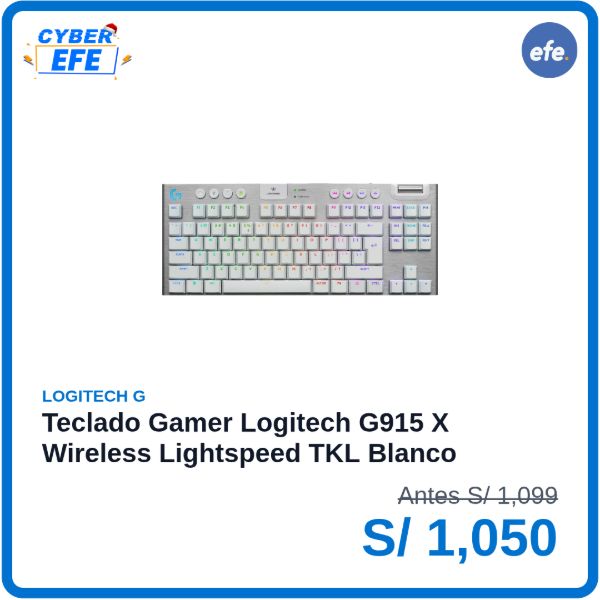 CYBER
EFE
efe.
LOGITECH G
Teclado Gamer Logitech G915 X
Wireless Lightspeed TKL Blanco
Antes S/ 1,099
S/ 1,050